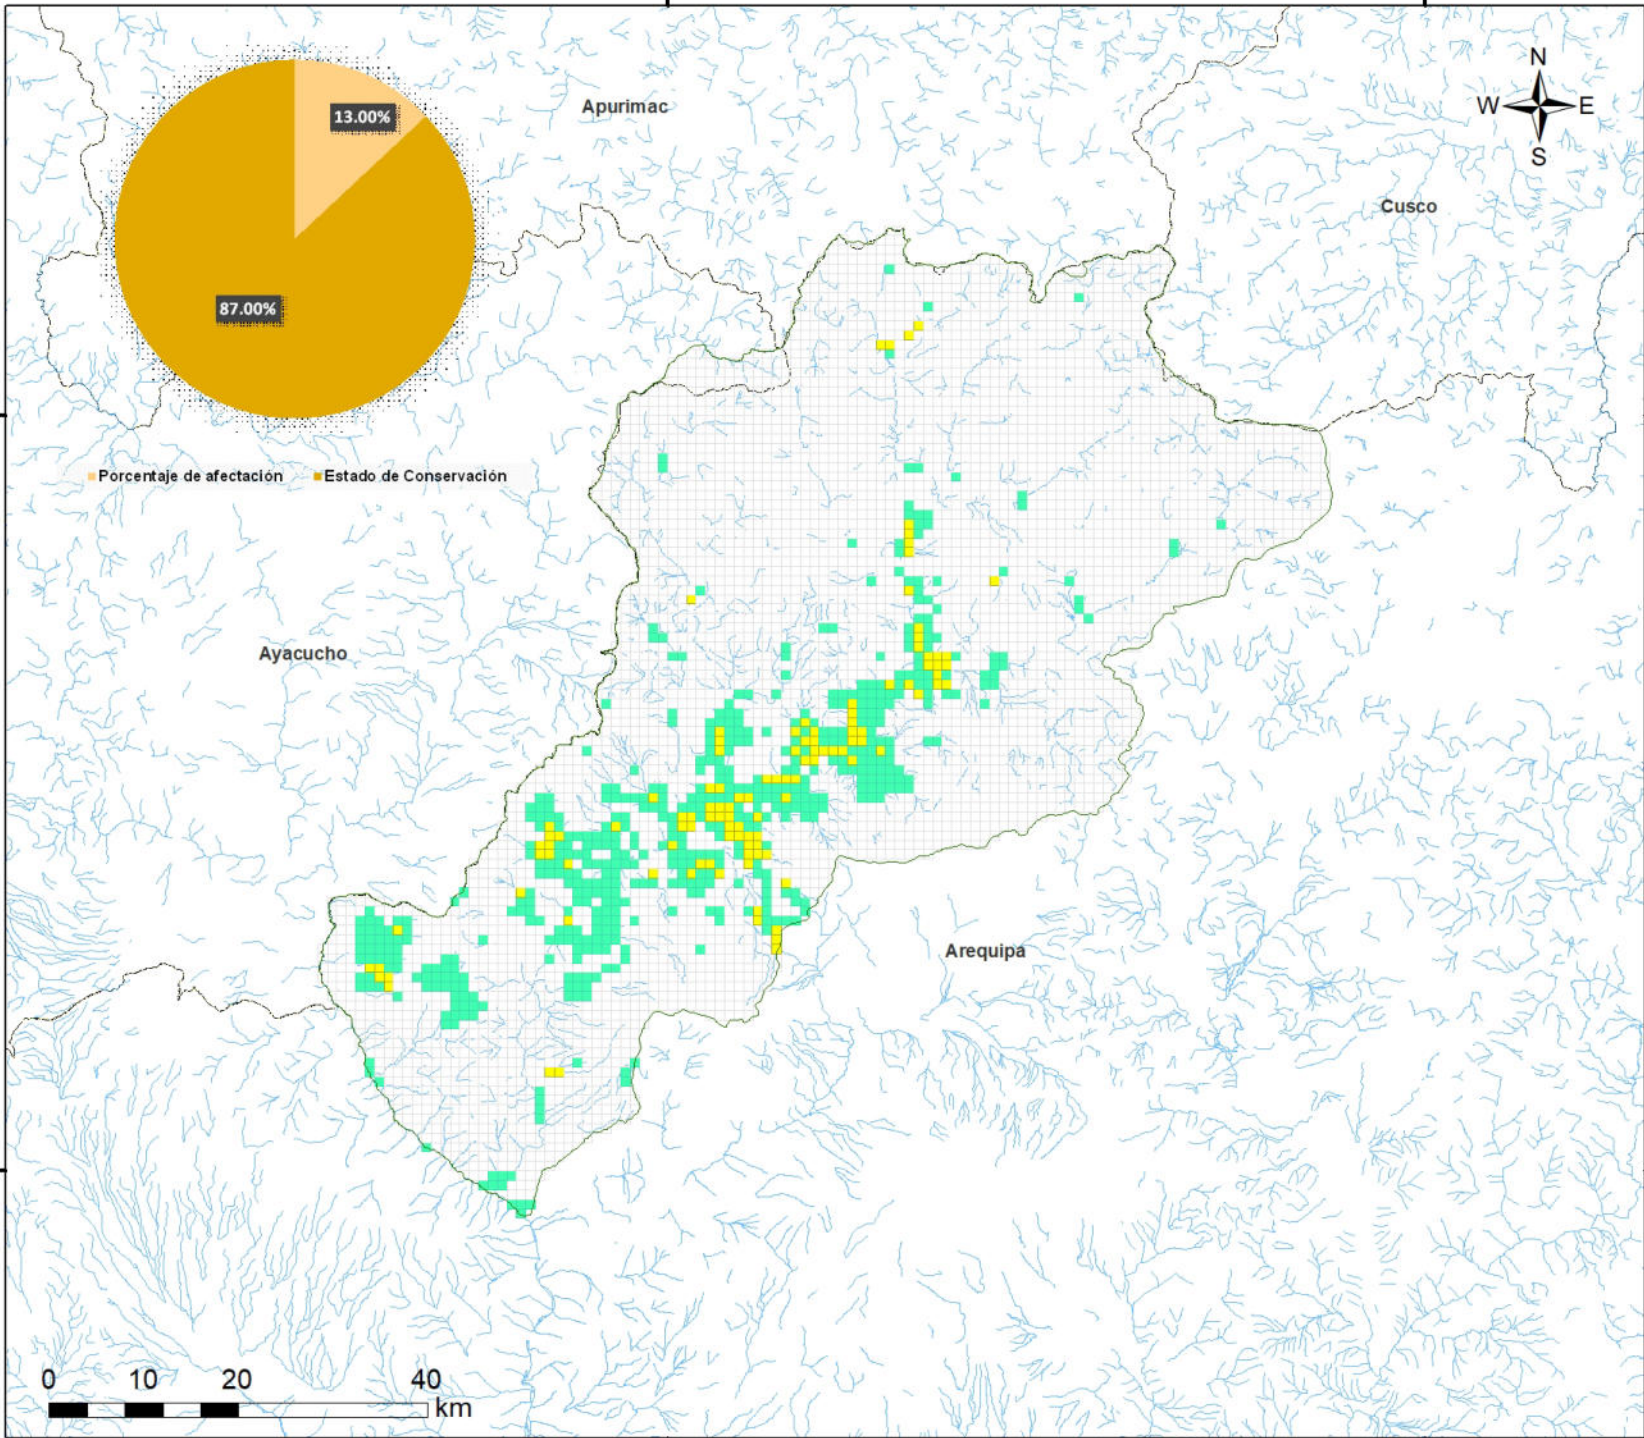 N
W E
S
Apurimac
13.00%
Cusco
87.00%
Porcentaje de afectación Estado de Conservación
Ayacucho
Arequipa
0 10 20 40
km